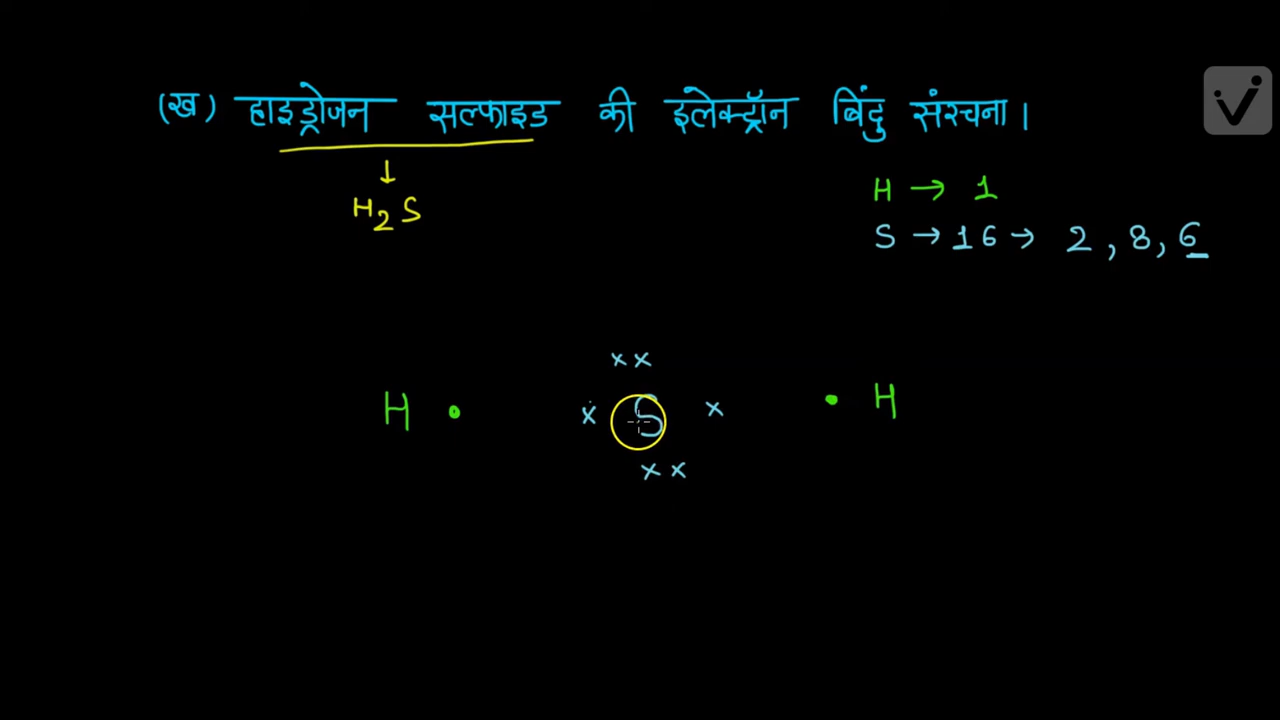 (ख) हाइड्रोजन सल्फाइड की इलेक्ट्रॉन बिंदु संरचना।
↓
H₂S
H → 1
S → 16 → 2, 8, 6
xx
H • x S x • H
xx